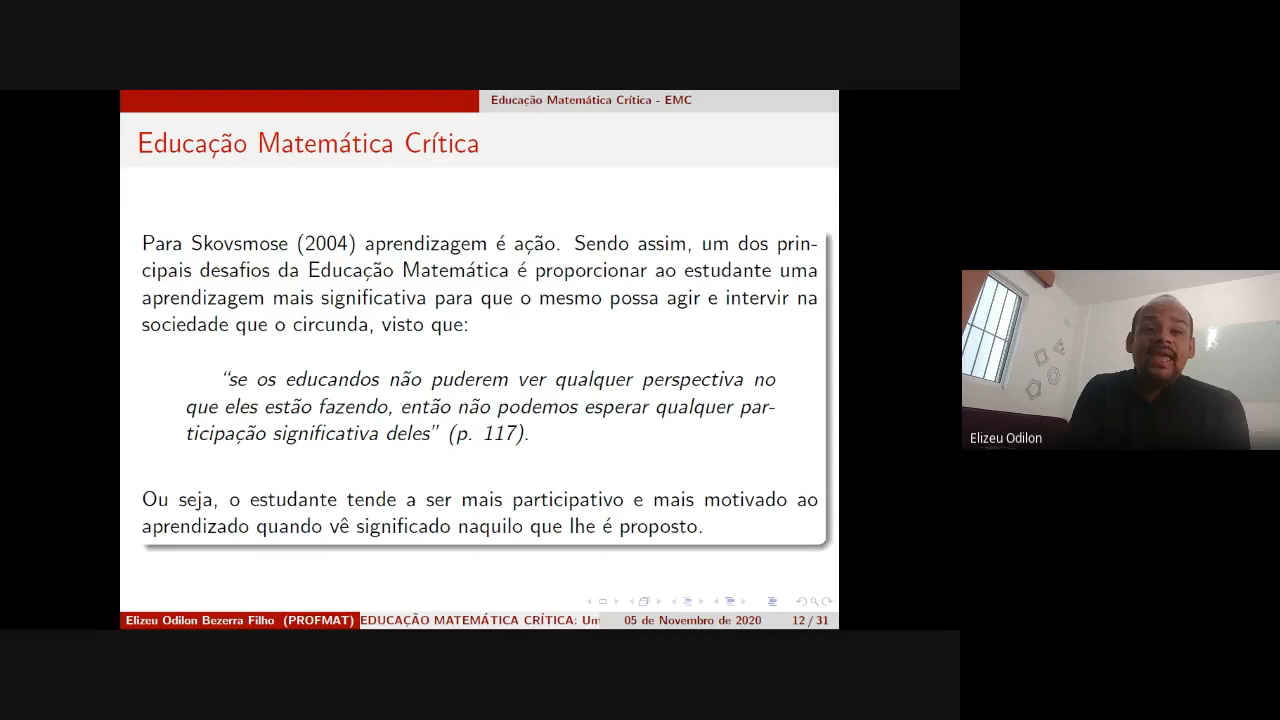 Educação Matemática Crítica - EMC
Educação Matemática Crítica
Para Skovsmose (2004) aprendizagem é ação. Sendo assim, um dos prin-
cipais desafios da Educação Matemática é proporcionar ao estudante uma
aprendizagem mais significativa para que o mesmo possa agir e intervir na
sociedade que o circunda, visto que:
“se os educandos não puderem ver qualquer perspectiva no
que eles estão fazendo, então não podemos esperar qualquer par-
ticipação significativa deles” (p. 117).
Ou seja, o estudante tende a ser mais participativo e mais motivado ao
aprendizado quando vê significado naquilo que lhe é proposto.
Elizeu Odilon Bezerra Filho (PROFMAT) EDUCAÇÃO MATEMÁTICA CRÍTICA: Um 05 de Novembro de 2020 12 / 31
Elizeu Odilon